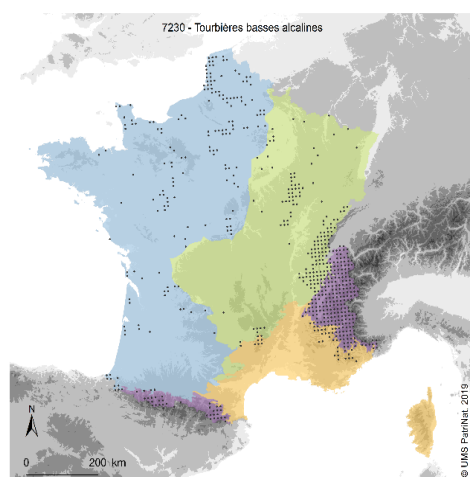 7230 - Tourbières basses alcalines
N
0 200 km
© UMS PatriNat, 2019